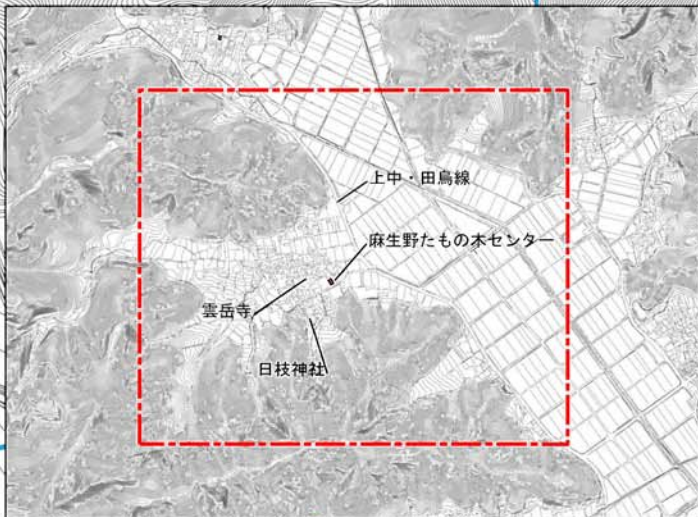 上中・田烏線
麻生野たもの木センター
雲岳寺
日枝神社